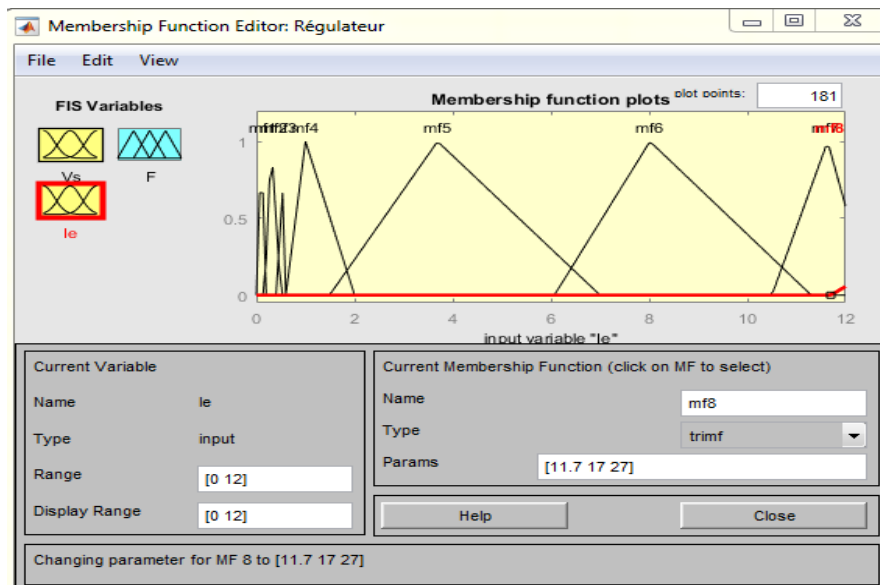 Membership Function Editor: Régulateur
File Edit View
FIS Variables
Vs F
Ie
Membership function plots plot points: 181
mf4 mf5 mf6
1
0.5
0
0 2 4 6 8 10 12
input variable "Ie"
Current Variable
Name Ie
Type input
Range [0 12]
Display Range [0 12]
Current Membership Function (click on MF to select)
Name mf8
Type trimf
Params [11.7 17 27]
Help Close
Changing parameter for MF 8 to [11.7 17 27]